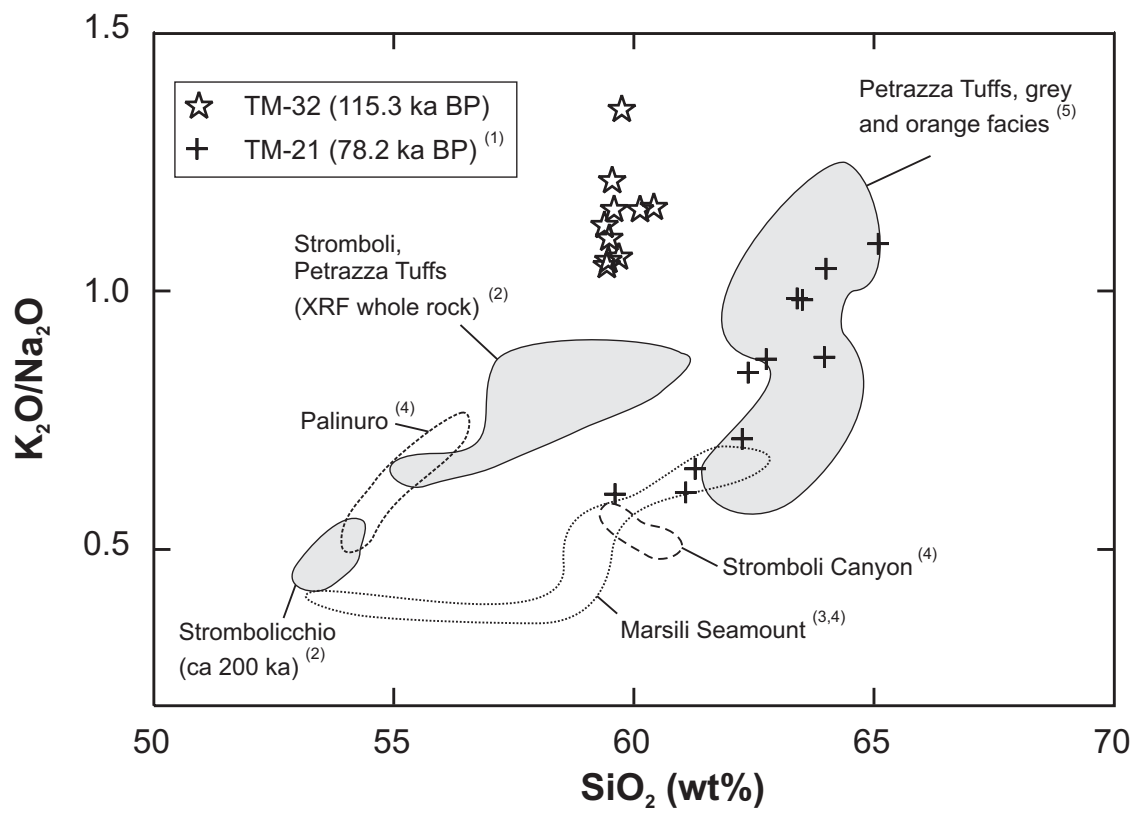 1.5
1.0
0.5
K₂O/Na₂O
TM-32 (115.3 ka BP)
TM-21 (78.2 ka BP) (1)
Petrazza Tuffs, grey
and orange facies (5)
Stromboli,
Petrazza Tuffs
(XRF whole rock) (2)
Palinuro (4)
Stromboli Canyon (4)
Marsili Seamount (3,4)
Strombolicchio
(ca 200 ka) (2)
50 55 60 65 70
SiO₂ (wt%)